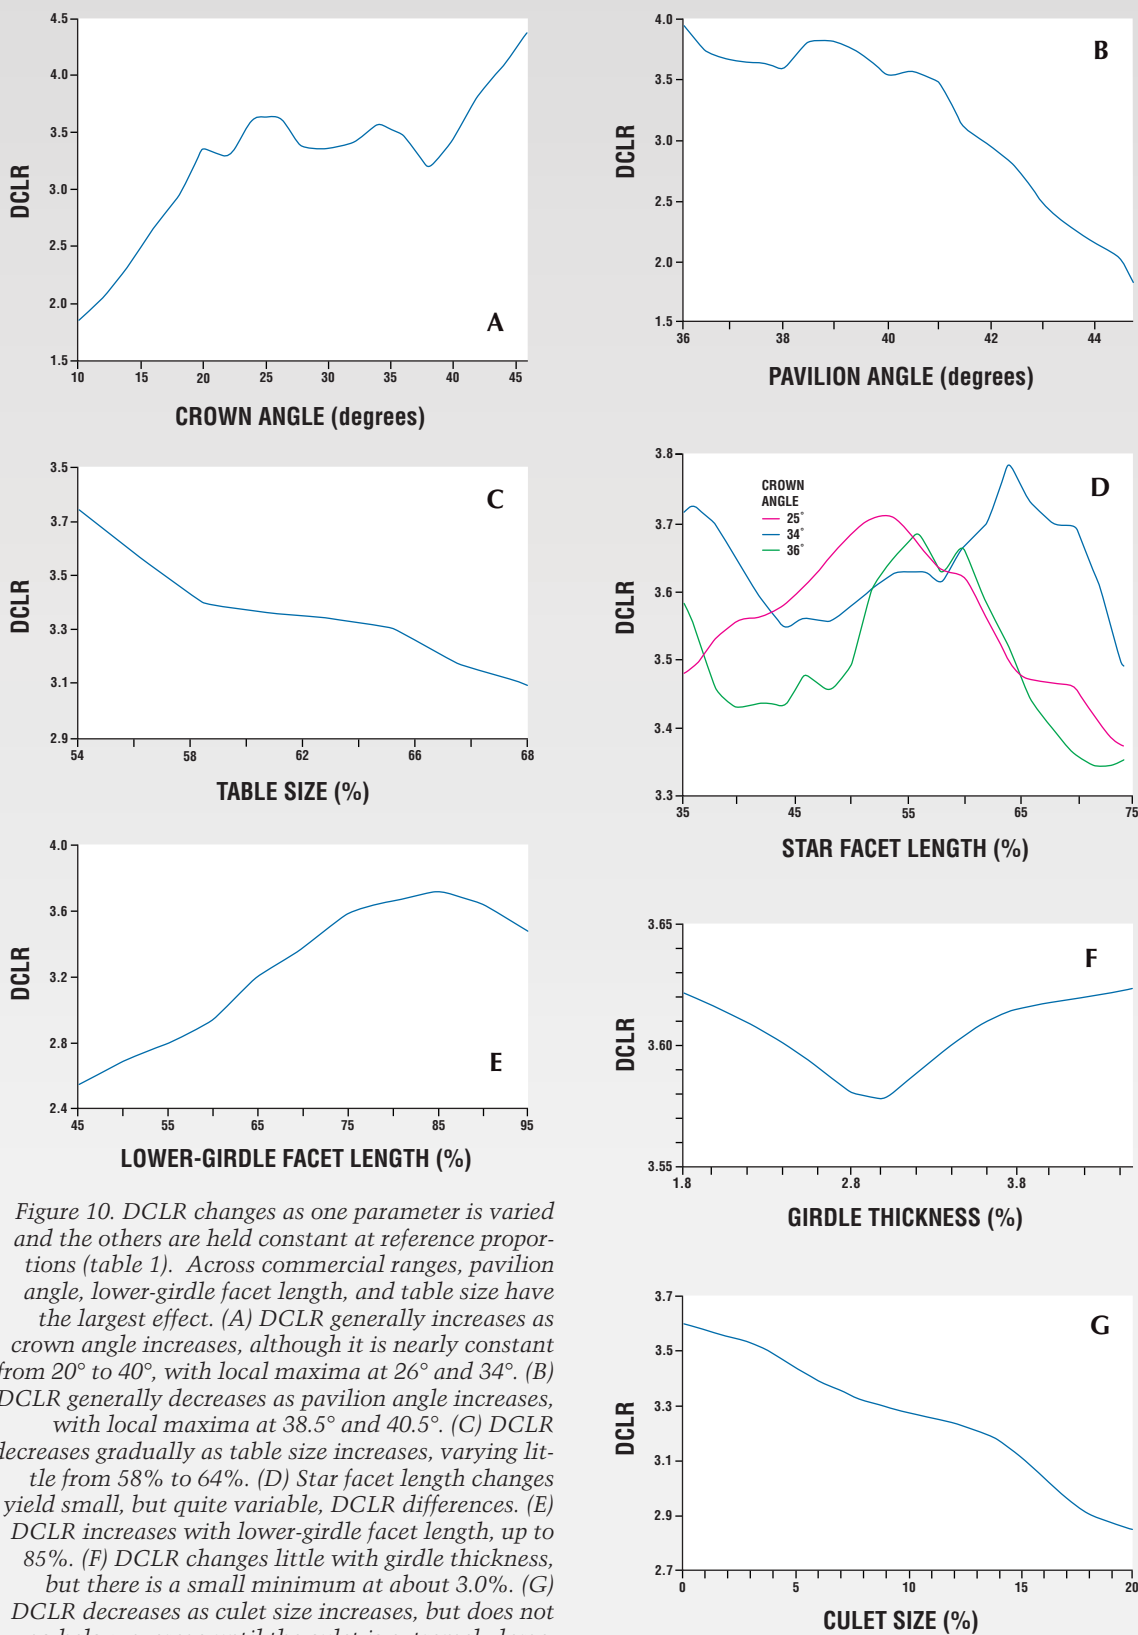 4.5
4.0
3.5
3.0
2.5
2.0
1.5
DCLR
A
10 15 20 25 30 35 40 45
CROWN ANGLE (degrees)
4.0
3.5
3.0
2.5
2.0
1.5
DCLR
B
36 38 40 42 44
PAVILION ANGLE (degrees)
3.5
3.7
3.5
3.3
3.1
2.9
DCLR
C
54 58 62 66 68
TABLE SIZE (%)
3.8
3.7
3.6
3.5
3.4
3.3
DCLR
D
CROWN
ANGLE
25°
34°
36°
35 45 55 65 75
STAR FACET LENGTH (%)
4.0
3.6
3.2
2.8
2.4
DCLR
E
45 55 65 75 85 95
LOWER-GIRDLE FACET LENGTH (%)
3.65
3.60
3.55
DCLR
F
1.8 2.8 3.8
GIRDLE THICKNESS (%)
Figure 10. DCLR changes as one parameter is varied
and the others are held constant at reference propor-
tions (table 1). Across commercial ranges, pavilion
angle, lower-girdle facet length, and table size have
the largest effect. (A) DCLR generally increases as
crown angle increases, although it is nearly constant
from 20° to 40°, with local maxima at 26° and 34°. (B)
DCLR generally decreases as pavilion angle increases,
with local maxima at 38.5° and 40.5°. (C) DCLR
decreases gradually as table size increases, varying lit-
tle from 58% to 64%. (D) Star facet length changes
yield small, but quite variable, DCLR differences. (E)
DCLR increases with lower-girdle facet length, up to
85%. (F) DCLR changes little with girdle thickness,
but there is a small minimum at about 3.0%. (G)
DCLR decreases as culet size increases, but does not
3.7
3.5
3.3
3.1
2.9
2.7
DCLR
G
0 5 10 15 20
CULET SIZE (%)